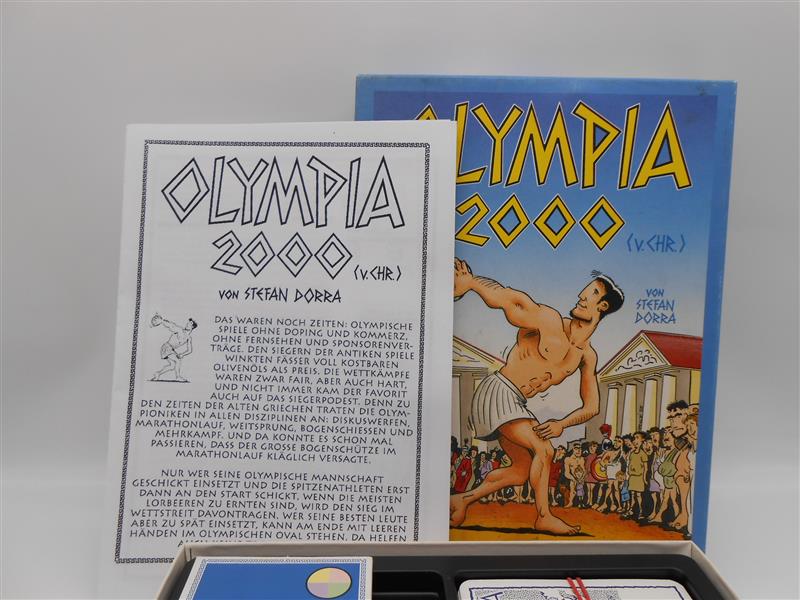 OLYMPIA
2000
(V. CHR.)
VON STEFAN DORRA
DAS WAREN NOCH ZEITEN: OLYMPISCHE
SPIELE OHNE DOPING UND KOMMERZ,
OHNE FERNSEHEN UND SPONSORENVER-
TRÄGE. DEN SIEGERN DER ANTIKEN SPIELE
WINKTEN FÄSSER VOLL KOSTBAREN
OLIVENÖLS ALS PREIS. DIE WETTKÄMPFE
WAREN ZWAR FAIR, ABER AUCH HART,
UND NICHT IMMER KAM DER FAVORIT
AUCH AUF DAS SIEGERPODEST. DENN ZU
DEN ZEITEN DER ALTEN GRIECHEN TRATEN DIE OLYM-
PIONIKEN IN ALLEN DISZIPLINEN AN: DISKUSWERFEN,
MARATHONLAUF, WEITSPRUNG, BOGENSCHIESSEN UND
MEHRKAMPF. UND DA KONNTE ES SCHON MAL
PASSIEREN, DASS DER GROSSE BOGENSCHÜTZE IM
MARATHONLAUF KLÄGLICH VERSAGTE.
NUR WER SEINE OLYMPISCHE MANNSCHAFT
GESCHICKT EINSETZT UND DIE SPITZENATHLETEN ERST
DANN AN DEN START SCHICKT, WENN DIE MEISTEN
LORBEEREN ZU ERNTEN SIND, WIRD DEN SIEG IM
WETTSTREIT DAVONTRAGEN. WER SEINE BESTEN LEUTE
ABER ZU SPÄT EINSETZT, KANN AM ENDE MIT LEEREN
HÄNDEN IM OLYMPISCHEN OVAL STEHEN. DA HELFEN
OLYMPIA
2000
(V. CHR.)
VON
STEFAN
DORRA